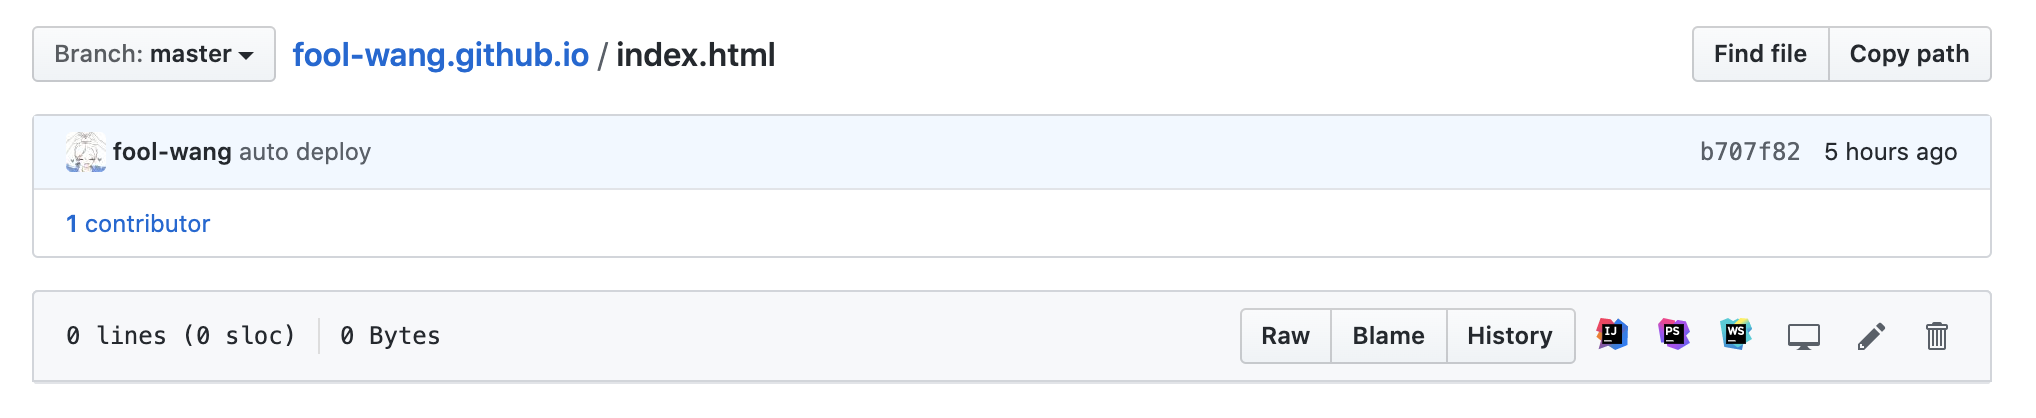 Branch: master fool-wang.github.io / index.html Find file Copy path
fool-wang auto deploy b707f82 5 hours ago
1 contributor
0 lines (0 sloc) 0 Bytes Raw Blame History IJ PS WS